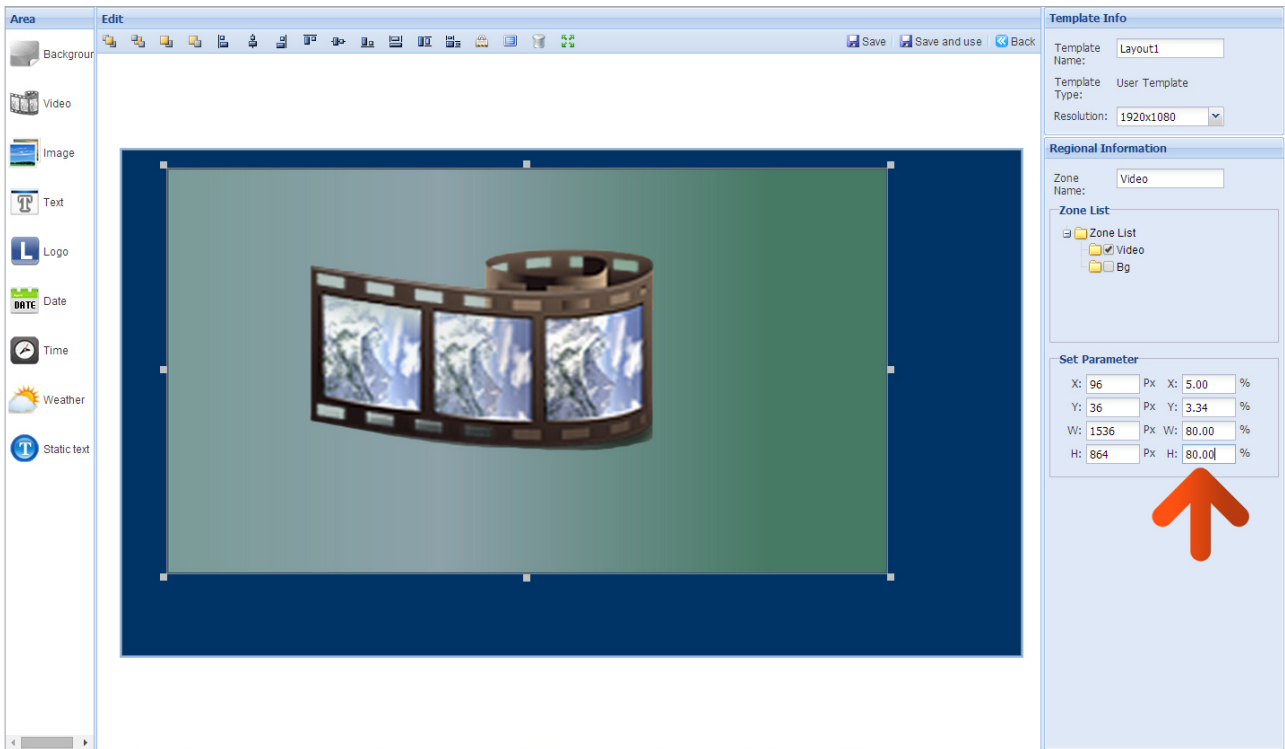 Area
Backgrour
Video
Image
T Text
L Logo
DATE Date
Time
Weather
T Static text
Edit
Save Save and use Back
Template Info
Template Name: Layout1
Template Type: User Template
Resolution: 1920x1080
Regional Information
Zone Name: Video
Zone List
Zone List
Video
Bg
Set Parameter
X: 96 Px X: 5.00 %
Y: 36 Px Y: 3.34 %
W: 1536 Px W: 80.00 %
H: 864 Px H: 80.00 %